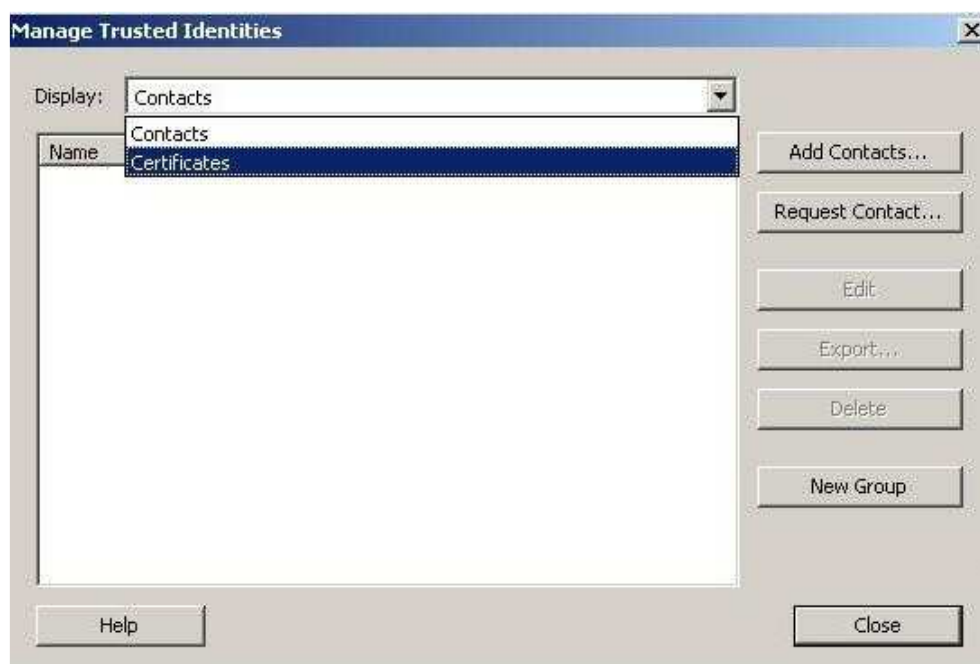 Manage Trusted Identities
Display: Contacts
Contacts
Name
Certificates
Add Contacts...
Request Contact...
Edit
Export...
Delete
New Group
Help
Close